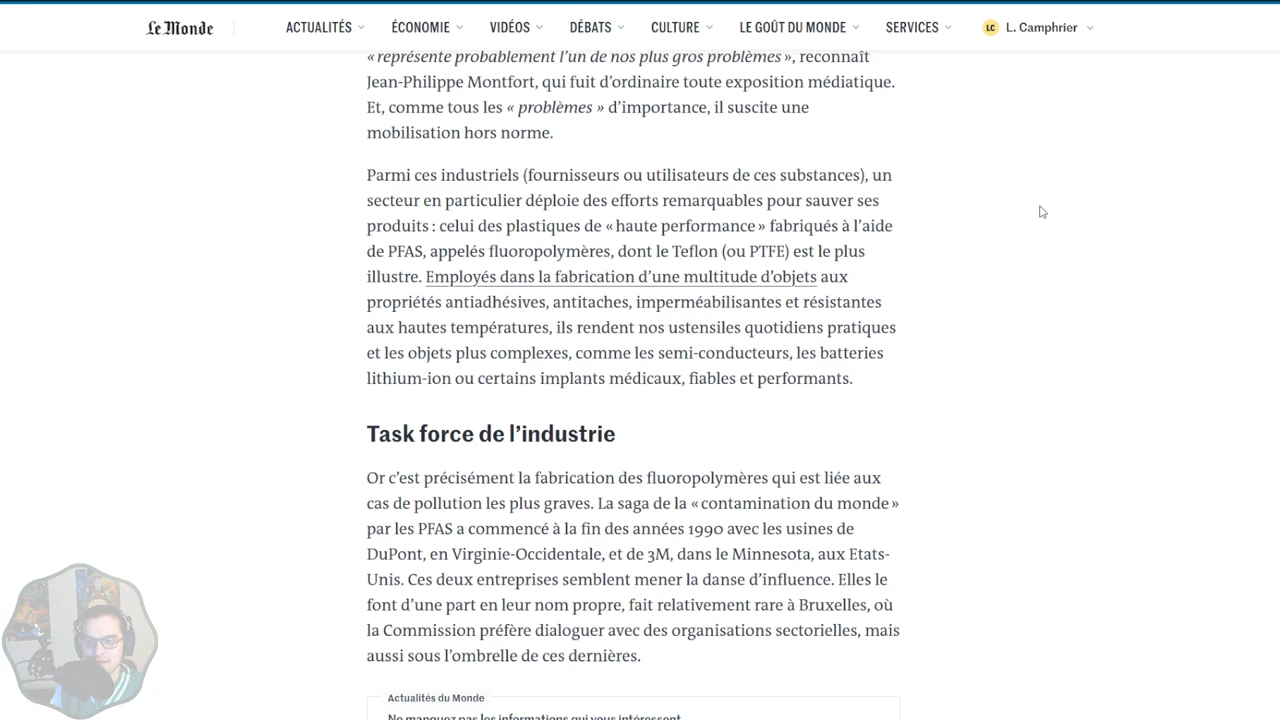 Le Monde
ACTUALITÉS
ÉCONOMIE
VIDÉOS
DÉBATS
CULTURE
LE GOÛT DU MONDE
SERVICES
LC
L. Camphrier
« représente probablement l’un de nos plus gros problèmes », reconnaît
Jean-Philippe Montfort, qui fuit d’ordinaire toute exposition médiatique.
Et, comme tous les « problèmes » d’importance, il suscite une
mobilisation hors norme.
Parmi ces industriels (fournisseurs ou utilisateurs de ces substances), un
secteur en particulier déploie des efforts remarquables pour sauver ses
produits : celui des plastiques de « haute performance » fabriqués à l’aide
de PFAS, appelés fluoropolymères, dont le Teflon (ou PTFE) est le plus
illustre. Employés dans la fabrication d’une multitude d’objets aux
propriétés antiadhésives, antitaches, imperméabilisantes et résistantes
aux hautes températures, ils rendent nos ustensiles quotidiens pratiques
et les objets plus complexes, comme les semi-conducteurs, les batteries
lithium-ion ou certains implants médicaux, fiables et performants.
Task force de l’industrie
Or c’est précisément la fabrication des fluoropolymères qui est liée aux
cas de pollution les plus graves. La saga de la « contamination du monde »
par les PFAS a commencé à la fin des années 1990 avec les usines de
DuPont, en Virginie-Occidentale, et de 3M, dans le Minnesota, aux Etats-
Unis. Ces deux entreprises semblent mener la danse d’influence. Elles le
font d’une part en leur nom propre, fait relativement rare à Bruxelles, où
la Commission préfère dialoguer avec des organisations sectorielles, mais
aussi sous l’ombrelle de ces dernières.
Actualités du Monde
Ne manquez pas les informations qui vous intéressent